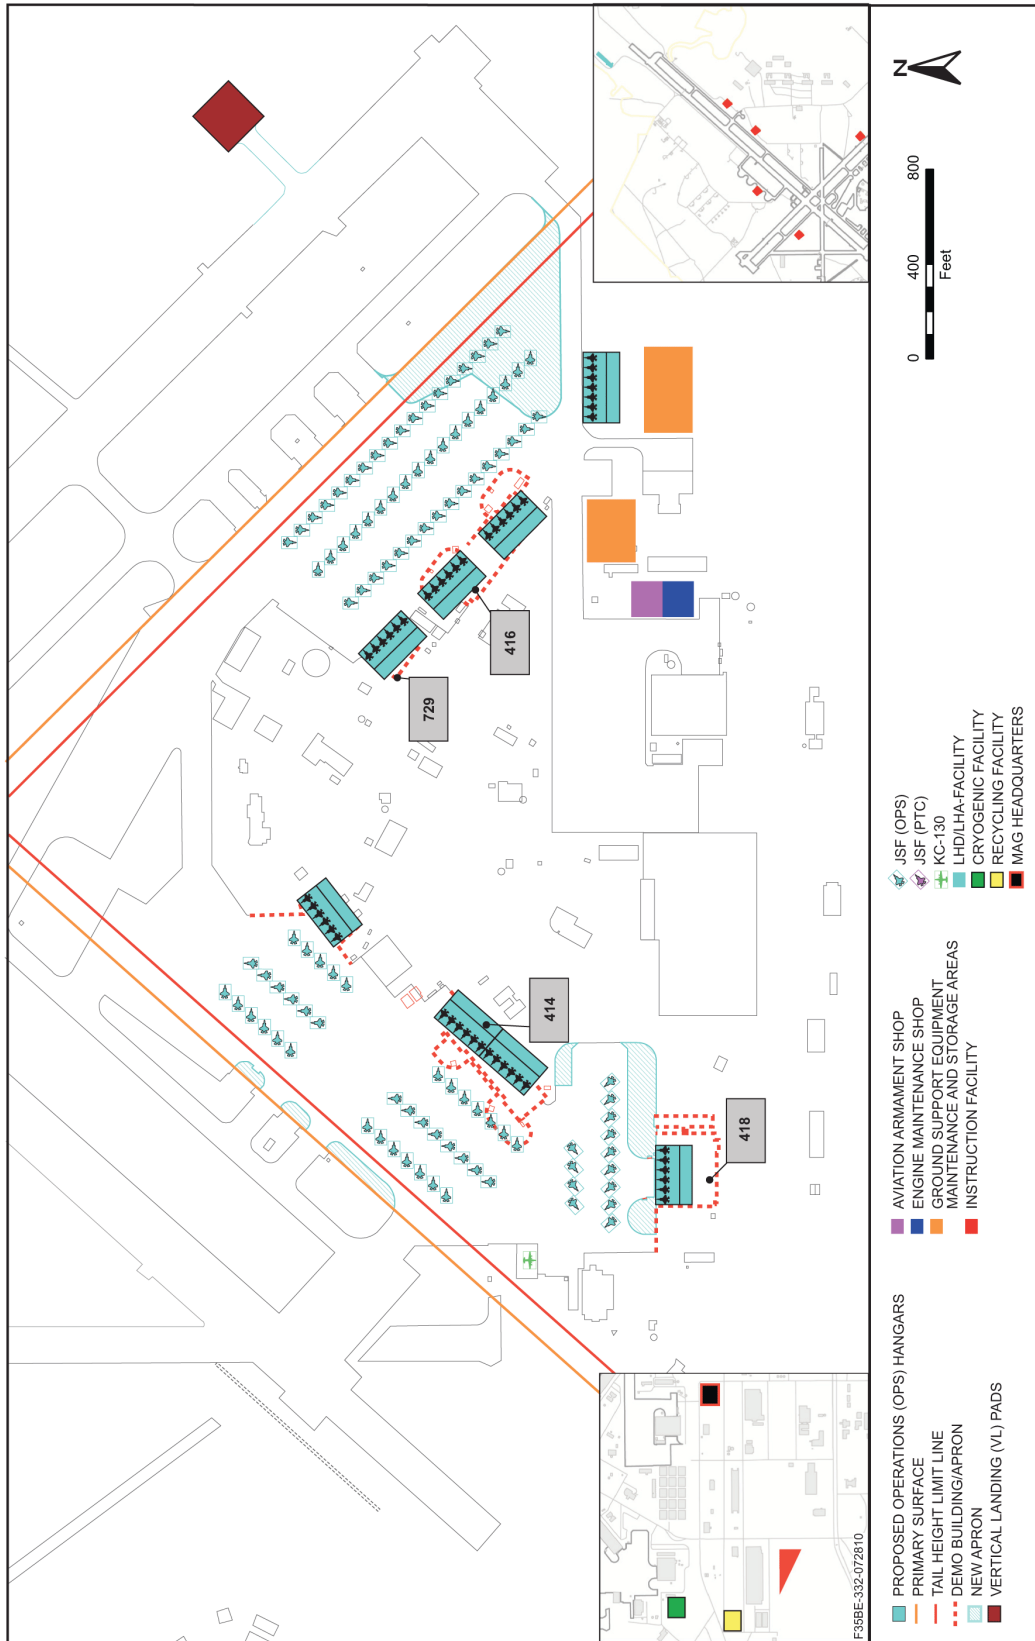 729
416
414
418
F35BE-332-072810
PROPOSED OPERATIONS (OPS) HANGARS
PRIMARY SURFACE
TAIL HEIGHT LIMIT LINE
DEMO BUILDING/APRON
NEW APRON
VERTICAL LANDING (VL) PADS
AVIATION ARMAMENT SHOP
ENGINE MAINTENANCE SHOP
GROUND SUPPORT EQUIPMENT
MAINTENANCE AND STORAGE AREAS
INSTRUCTION FACILITY
JSF (OPS)
JSF (PTC)
KC-130
LHD/LHA-FACILITY
CRYOGENIC FACILITY
RECYCLING FACILITY
MAG HEADQUARTERS
0 400 800
Feet
N